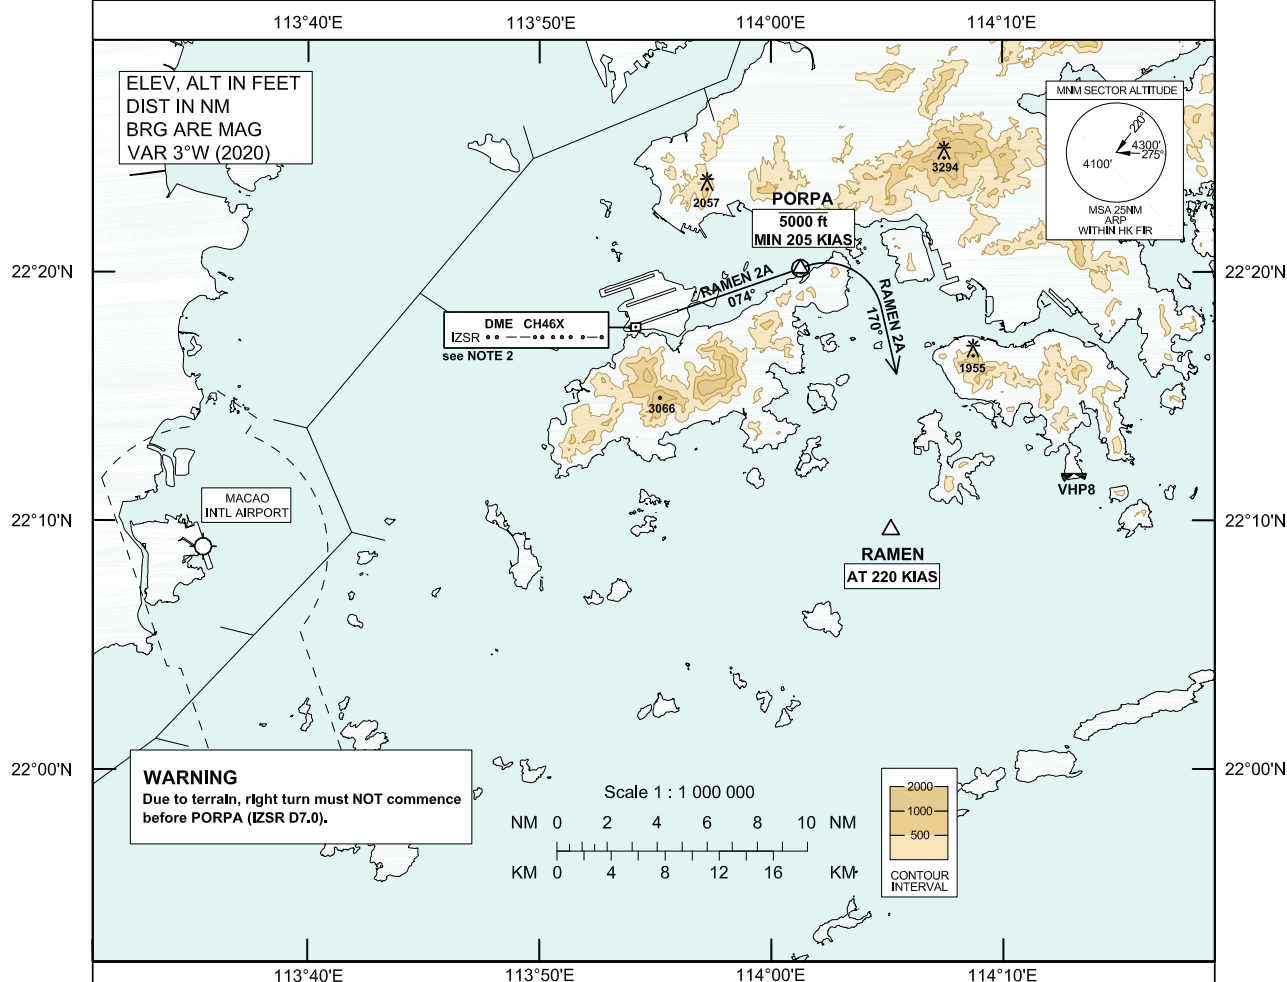 113°40'E
113°50'E
114°00'E
114°10'E
ELEV, ALT IN FEET
DIST IN NM
BRG ARE MAG
VAR 3°W (2020)
MNM SECTOR ALTITUDE
220°
4300'
275°
4100'
MSA 25NM
ARP
WITHIN HK FIR
3294
2057
PORPA
5000 ft
MIN 205 KIAS
22°20'N
22°20'N
RAMEN 2A
074°
RAMEN 2A
170°
DME CH46X
IZSR
see NOTE 2
1955
3066
VHP8
MACAO
INTL AIRPORT
22°10'N
22°10'N
RAMEN
AT 220 KIAS
22°00'N
22°00'N
WARNING
Due to terrain, right turn must NOT commence
before PORPA (IZSR D7.0).
Scale 1 : 1 000 000
NM 0 2 4 6 8 10 NM
KM 0 4 8 12 16 KM
2000
1000
500
CONTOUR
INTERVAL
113°40'E
113°50'E
114°00'E
114°10'E